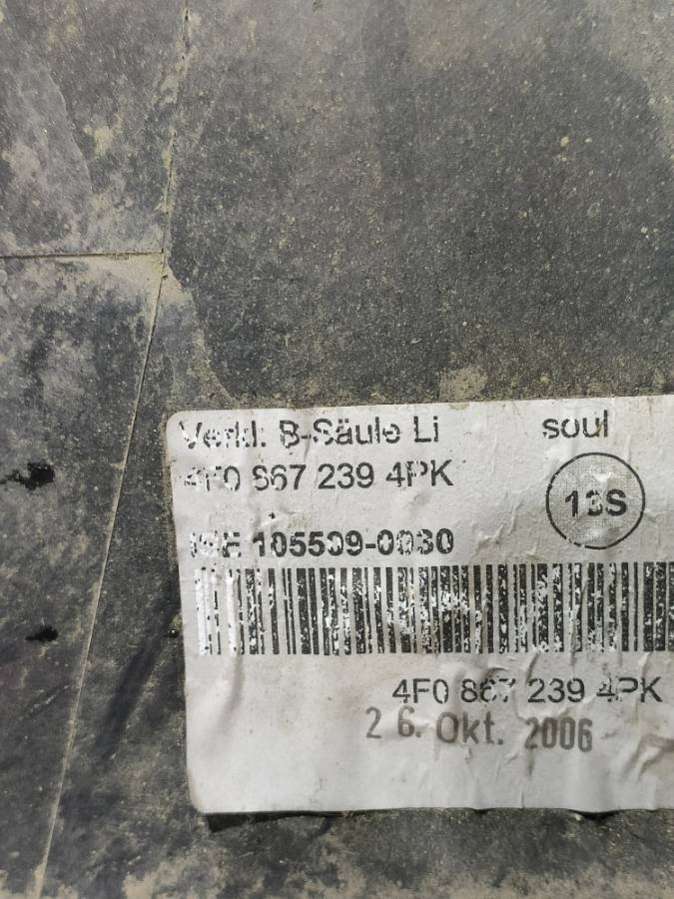 Verkl. B-Säule Li soul
4F0 867 239 4PK
13S
105509-0030
4F0 867 239 4PK
26. Okt. 2006